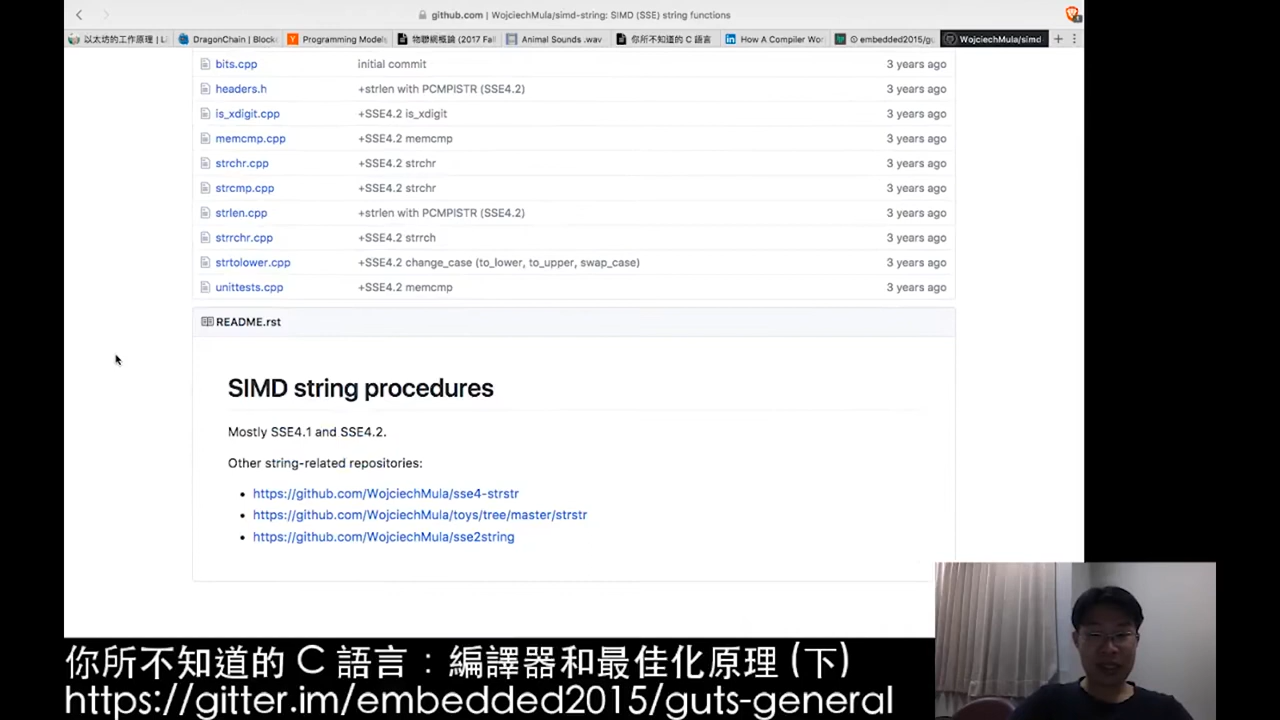 github.com | WojciechMula/simd-string: SIMD (SSE) string functions
以太坊的工作原理 | Li
DragonChain | Block
Programming Models
物聯網概論 (2017 Fall
Animal Sounds .wav
你所不知道的 C 語言
How A Compiler Wor
embedded2015/gu
WojciechMula/simd
bits.cpp initial commit 3 years ago
headers.h +strlen with PCMPISTR (SSE4.2) 3 years ago
is_xdigit.cpp +SSE4.2 is_xdigit 3 years ago
memcmp.cpp +SSE4.2 memcmp 3 years ago
strchr.cpp +SSE4.2 strchr 3 years ago
strcmp.cpp +SSE4.2 strchr 3 years ago
strlen.cpp +strlen with PCMPISTR (SSE4.2) 3 years ago
strrchr.cpp +SSE4.2 strrch 3 years ago
strtolower.cpp +SSE4.2 change_case (to_lower, to_upper, swap_case) 3 years ago
unittests.cpp +SSE4.2 memcmp 3 years ago
README.rst
SIMD string procedures
Mostly SSE4.1 and SSE4.2.
Other string-related repositories:
https://github.com/WojciechMula/sse4-strstr
https://github.com/WojciechMula/toys/tree/master/strstr
https://github.com/WojciechMula/sse2string
你所不知道的 C 語言：編譯器和最佳化原理 (下)
https://gitter.im/embedded2015/guts-general